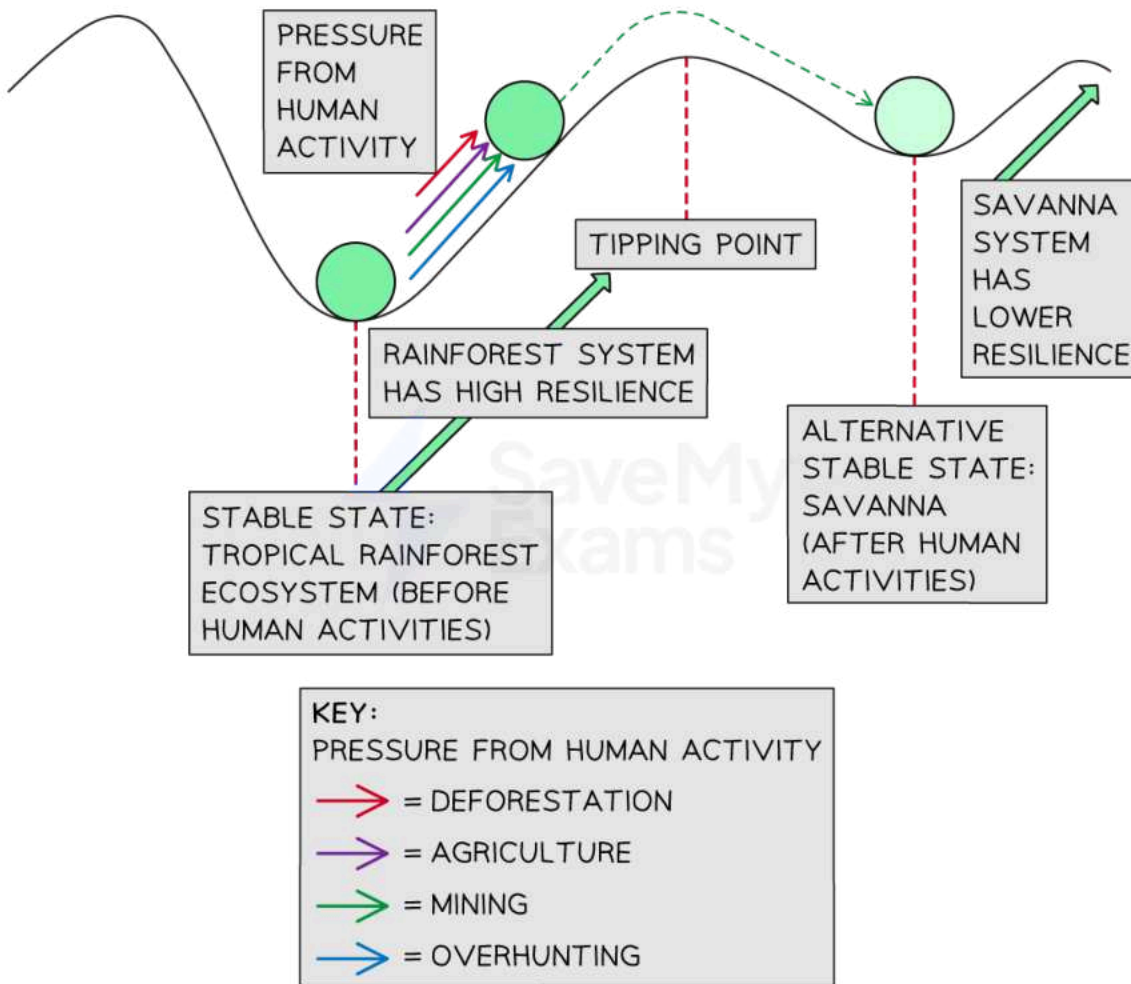 PRESSURE
FROM
HUMAN
ACTIVITY
TIPPING POINT
SAVANNA
SYSTEM
HAS
LOWER
RESILIENCE
RAINFOREST SYSTEM
HAS HIGH RESILIENCE
ALTERNATIVE
STABLE STATE:
SAVANNA
(AFTER HUMAN
ACTIVITIES)
STABLE STATE:
TROPICAL RAINFOREST
ECOSYSTEM (BEFORE
HUMAN ACTIVITIES)
SaveMy
Exams
KEY:
PRESSURE FROM HUMAN ACTIVITY
= DEFORESTATION
= AGRICULTURE
= MINING
= OVERHUNTING